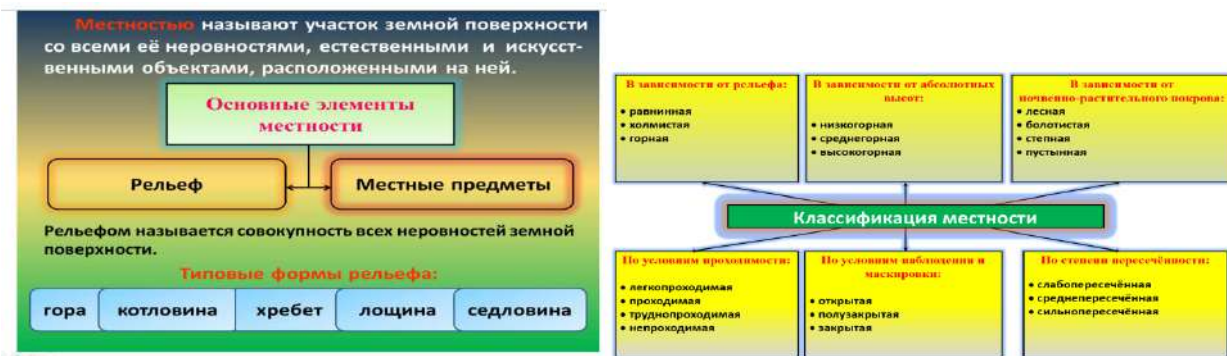 Местностью называют участок земной поверхности
со всеми её неровностями, естественными и искусст-
венными объектами, расположенными на ней.
Основные элементы
местности
Рельеф
Местные предметы
Рельефом называется совокупность всех неровностей земной
поверхности.
Типовые формы рельефа:
гора
котловина
хребет
лощина
седловина
В зависимости от рельефа:
• равнинная
• холмистая
• горная
В зависимости от абсолютных
высот:
• низкогорная
• среднегорная
• высокогорная
В зависимости от
почвенно-растительного покрова:
• лесная
• болотистая
• степная
• пустынная
Классификация местности
По условиям проходимости:
• легкопроходимая
• проходимая
• труднопроходимая
• непроходимая
По условиям наблюдения и
маскировки:
• открытая
• полузакрытая
• закрытая
По степени пересечённости:
• слабопересечённая
• среднепересечённая
• сильнопересечённая